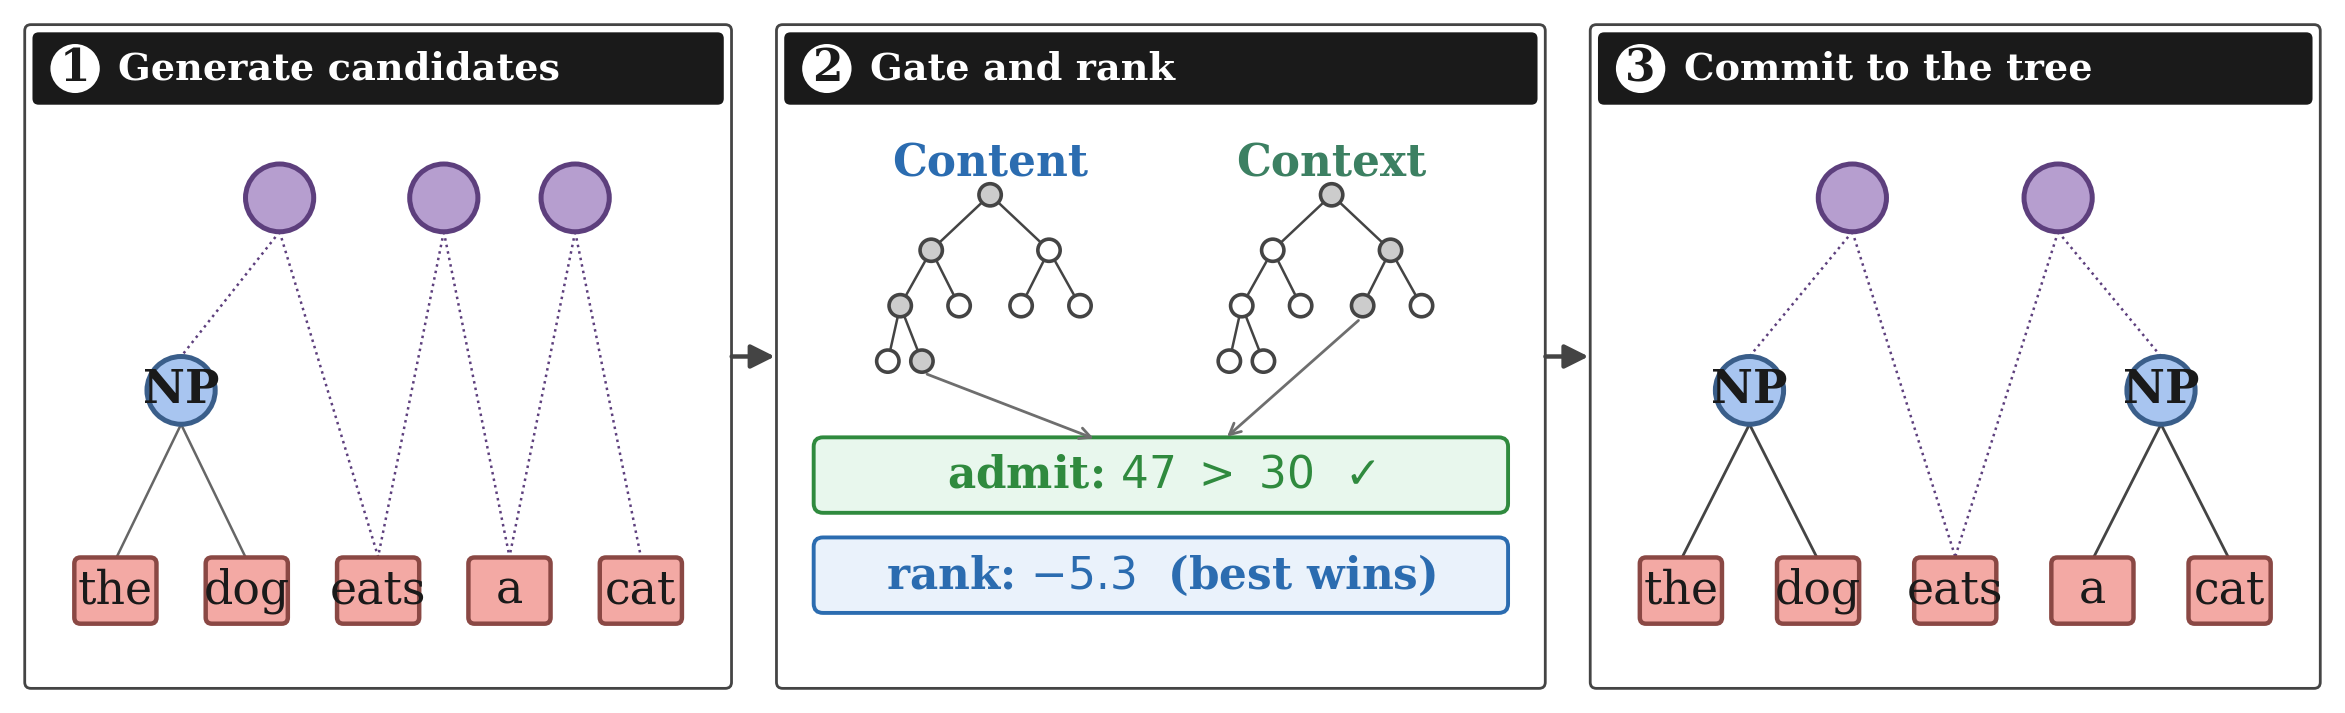 1 Generate candidates
NP
the dog eats a cat
2 Gate and rank
Content Context
admit: 47 > 30 ✓
rank: −5.3 (best wins)
3 Commit to the tree
NP NP
the dog eats a cat